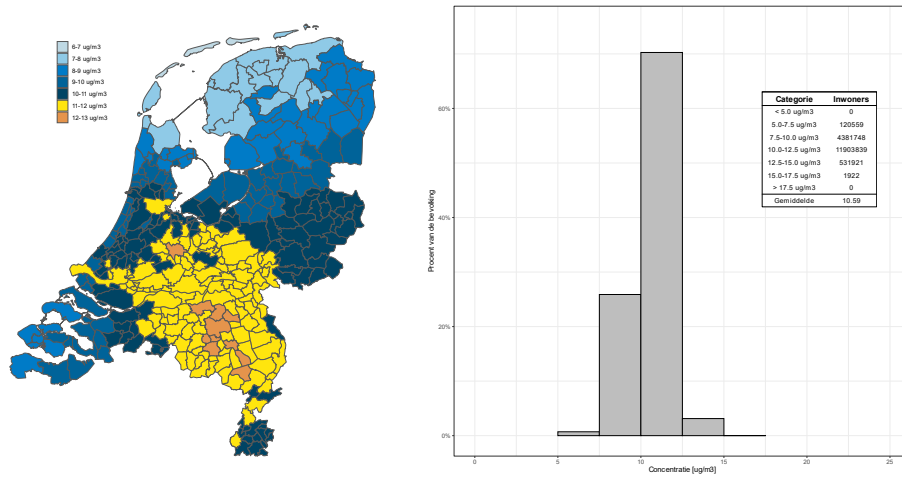 6-7 ug/m3
7-8 ug/m3
8-9 ug/m3
9-10 ug/m3
10-11 ug/m3
11-12 ug/m3
12-13 ug/m3
Procent van de bevolking
60%
40%
20%
0%
0 5 10 15 20 25
Concentratie [ug/m3]
Categorie Inwoners
< 5.0 ug/m3 0
5.0-7.5 ug/m3 120559
7.5-10.0 ug/m3 4381748
10.0-12.5 ug/m3 11903839
12.5-15.0 ug/m3 531921
15.0-17.5 ug/m3 1922
> 17.5 ug/m3 0
Gemiddelde 10.59